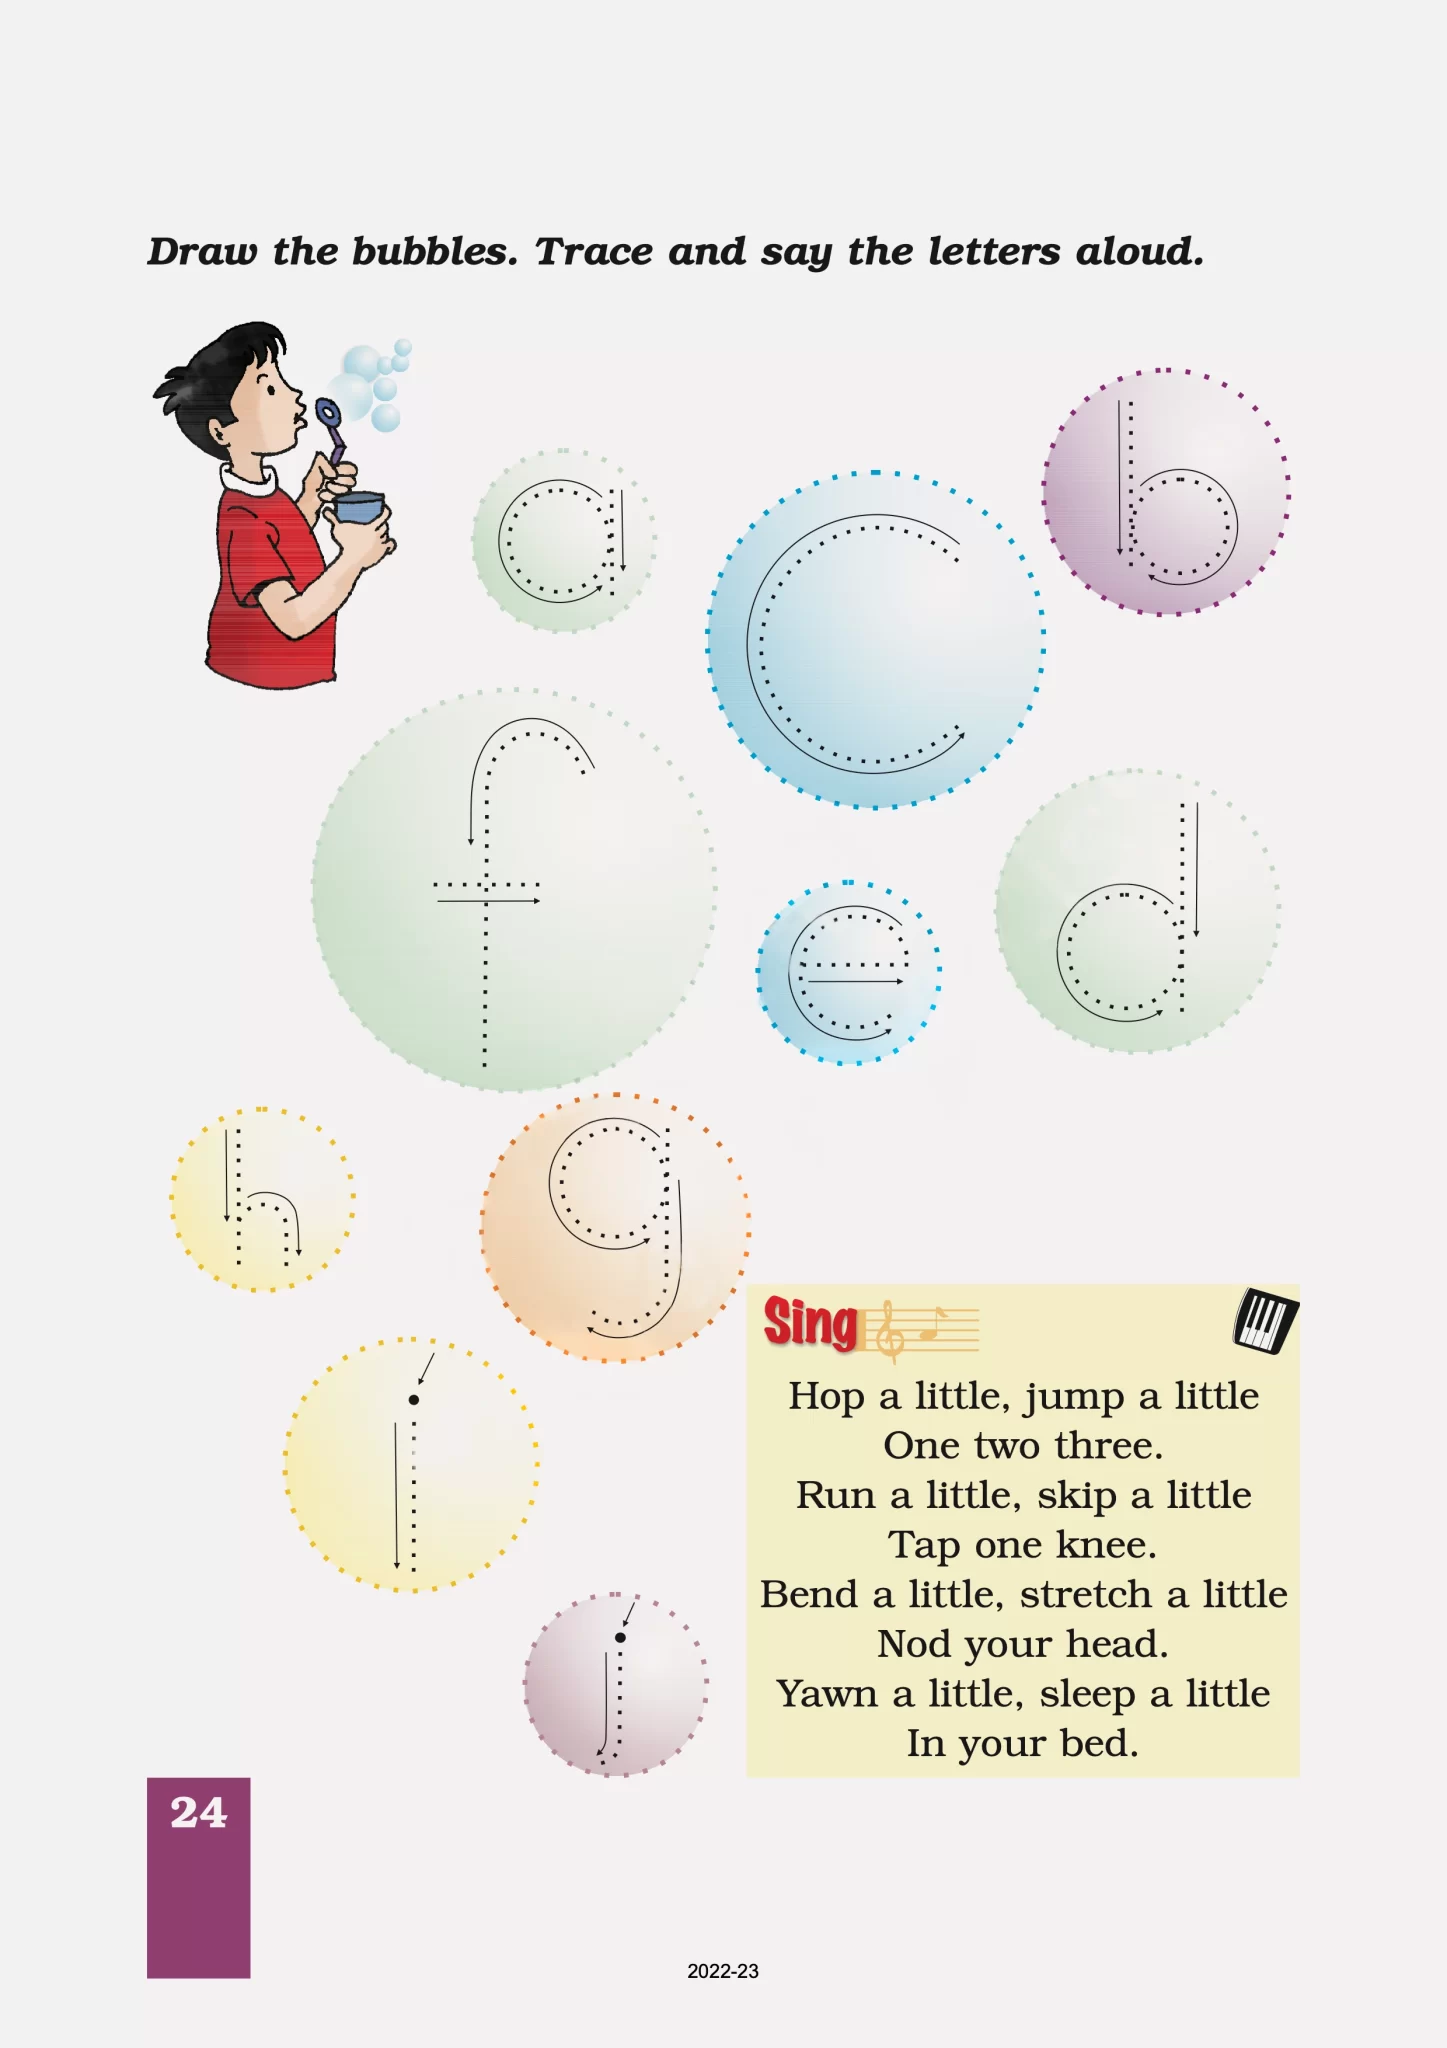 Draw the bubbles. Trace and say the letters aloud.
a
b
c
d
e
f
g
h
i
j
Sing
Hop a little, jump a little
One two three.
Run a little, skip a little
Tap one knee.
Bend a little, stretch a little
Nod your head.
Yawn a little, sleep a little
In your bed.
24
2022-23